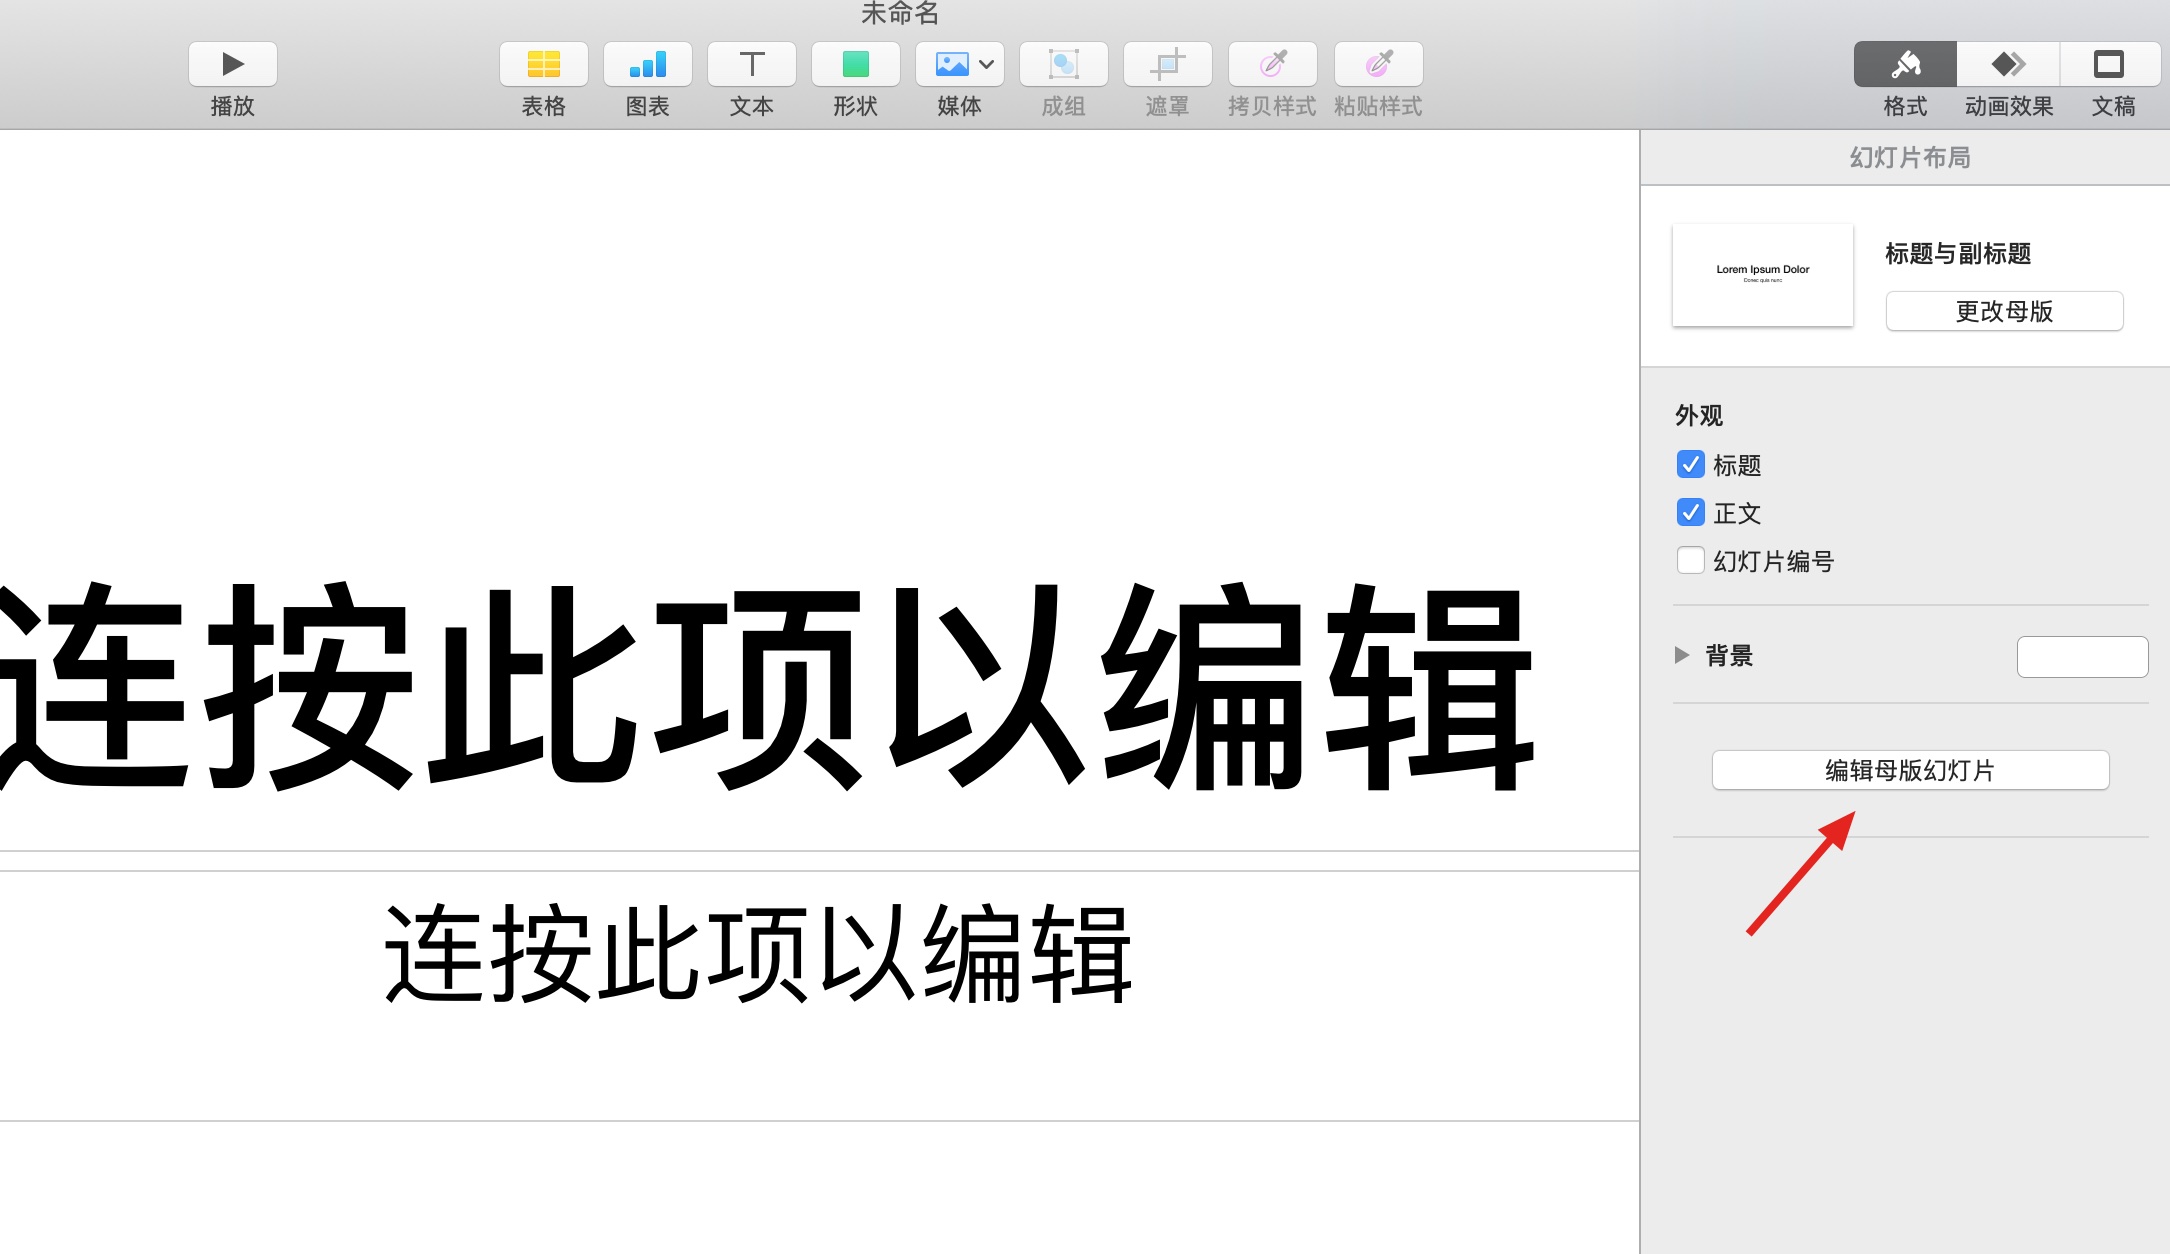 未命名
播放
表格
图表
文本
形状
媒体
成组
遮罩
拷贝样式
粘贴样式
格式
动画效果
文稿
幻灯片布局
Lorem Ipsum Dolor
Donec quis nunc
标题与副标题
更改母版
外观
标题
正文
幻灯片编号
背景
编辑母版幻灯片
连按此项以编辑
连按此项以编辑